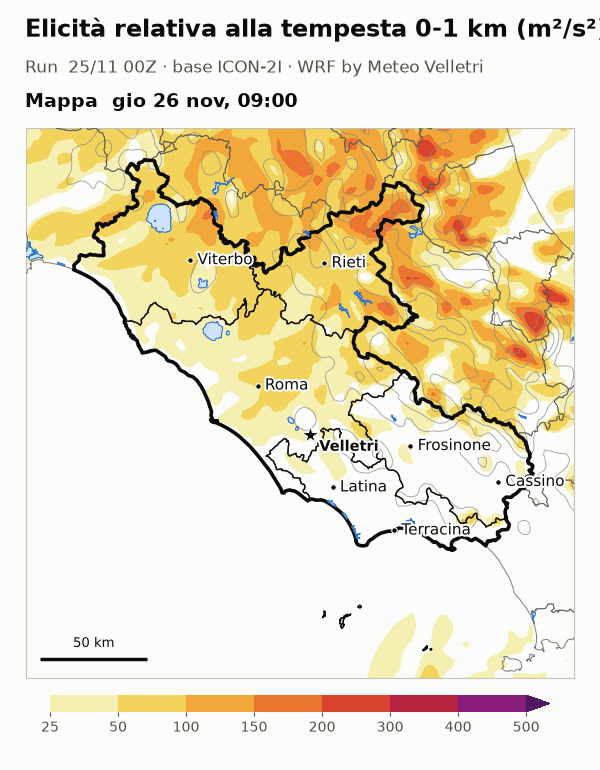 Elicità relativa alla tempesta 0-1 km (m²/s²)
Run  25/11 00Z · base ICON-2I · WRF by Meteo Velletri
Mappa  gio 26 nov, 09:00
Viterbo
Rieti
Roma
Velletri
Frosinone
Cassino
Latina
Terracina
50 km
25 50 100 150 200 300 400 500